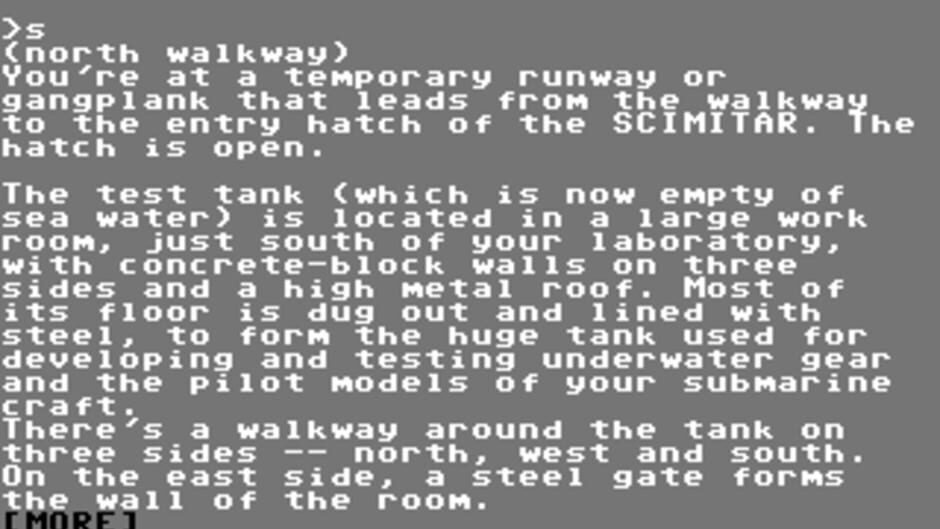 >s
(north walkway)
You're at a temporary runway or
gangplank that leads from the walkway
to the entry hatch of the SCIMITAR. The
hatch is open.
The test tank (which is now empty of
sea water) is located in a large work
room, just south of your laboratory,
with concrete-block walls on three
sides and a high metal roof. Most of
its floor is dug out and lined with
steel, to form the huge tank used for
developing and testing underwater gear
and the pilot models of your submarine
craft.
There's a walkway around the tank on
three sides -- north, west and south.
On the east side, a steel gate forms
the wall of the room.
[MORE]